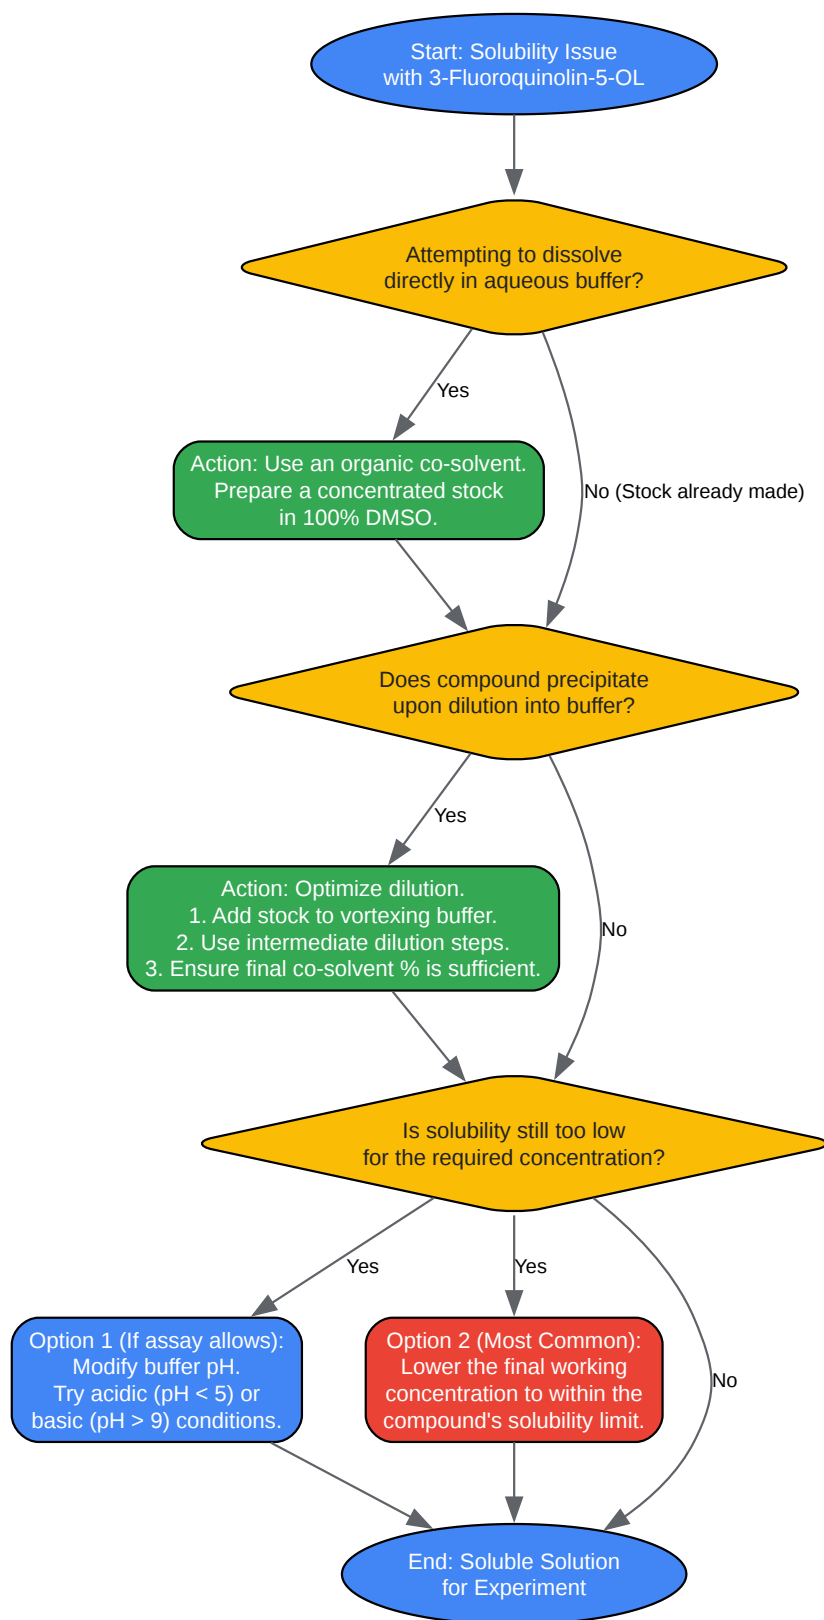 Start: Solubility Issue
with 3-Fluoroquinolin-5-OL
Attempting to dissolve
directly in aqueous buffer?
Yes
No (Stock already made)
Action: Use an organic co-solvent.
Prepare a concentrated stock
in 100% DMSO.
Does compound precipitate
upon dilution into buffer?
Yes
No
Action: Optimize dilution.
1. Add stock to vortexing buffer.
2. Use intermediate dilution steps.
3. Ensure final co-solvent % is sufficient.
Is solubility still too low
for the required concentration?
Yes
Yes
No
Option 1 (If assay allows):
Modify buffer pH.
Try acidic (pH < 5) or
basic (pH > 9) conditions.
Option 2 (Most Common):
Lower the final working
concentration to within the
compound's solubility limit.
End: Soluble Solution
for Experiment